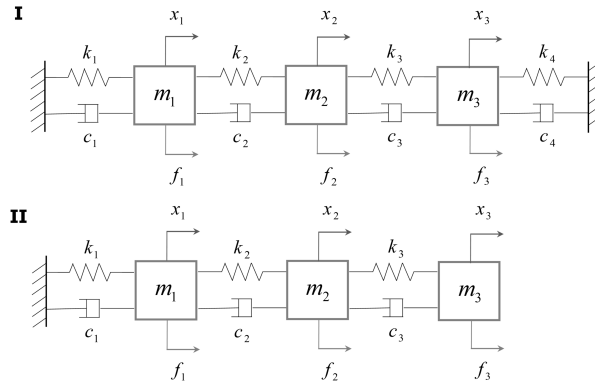 I
x₁ x₂ x₃
k₁ k₂ k₃ k₄
m₁ m₂ m₃
c₁ c₂ c₃ c₄
f₁ f₂ f₃
II
x₁ x₂ x₃
k₁ k₂ k₃
m₁ m₂ m₃
c₁ c₂ c₃
f₁ f₂ f₃